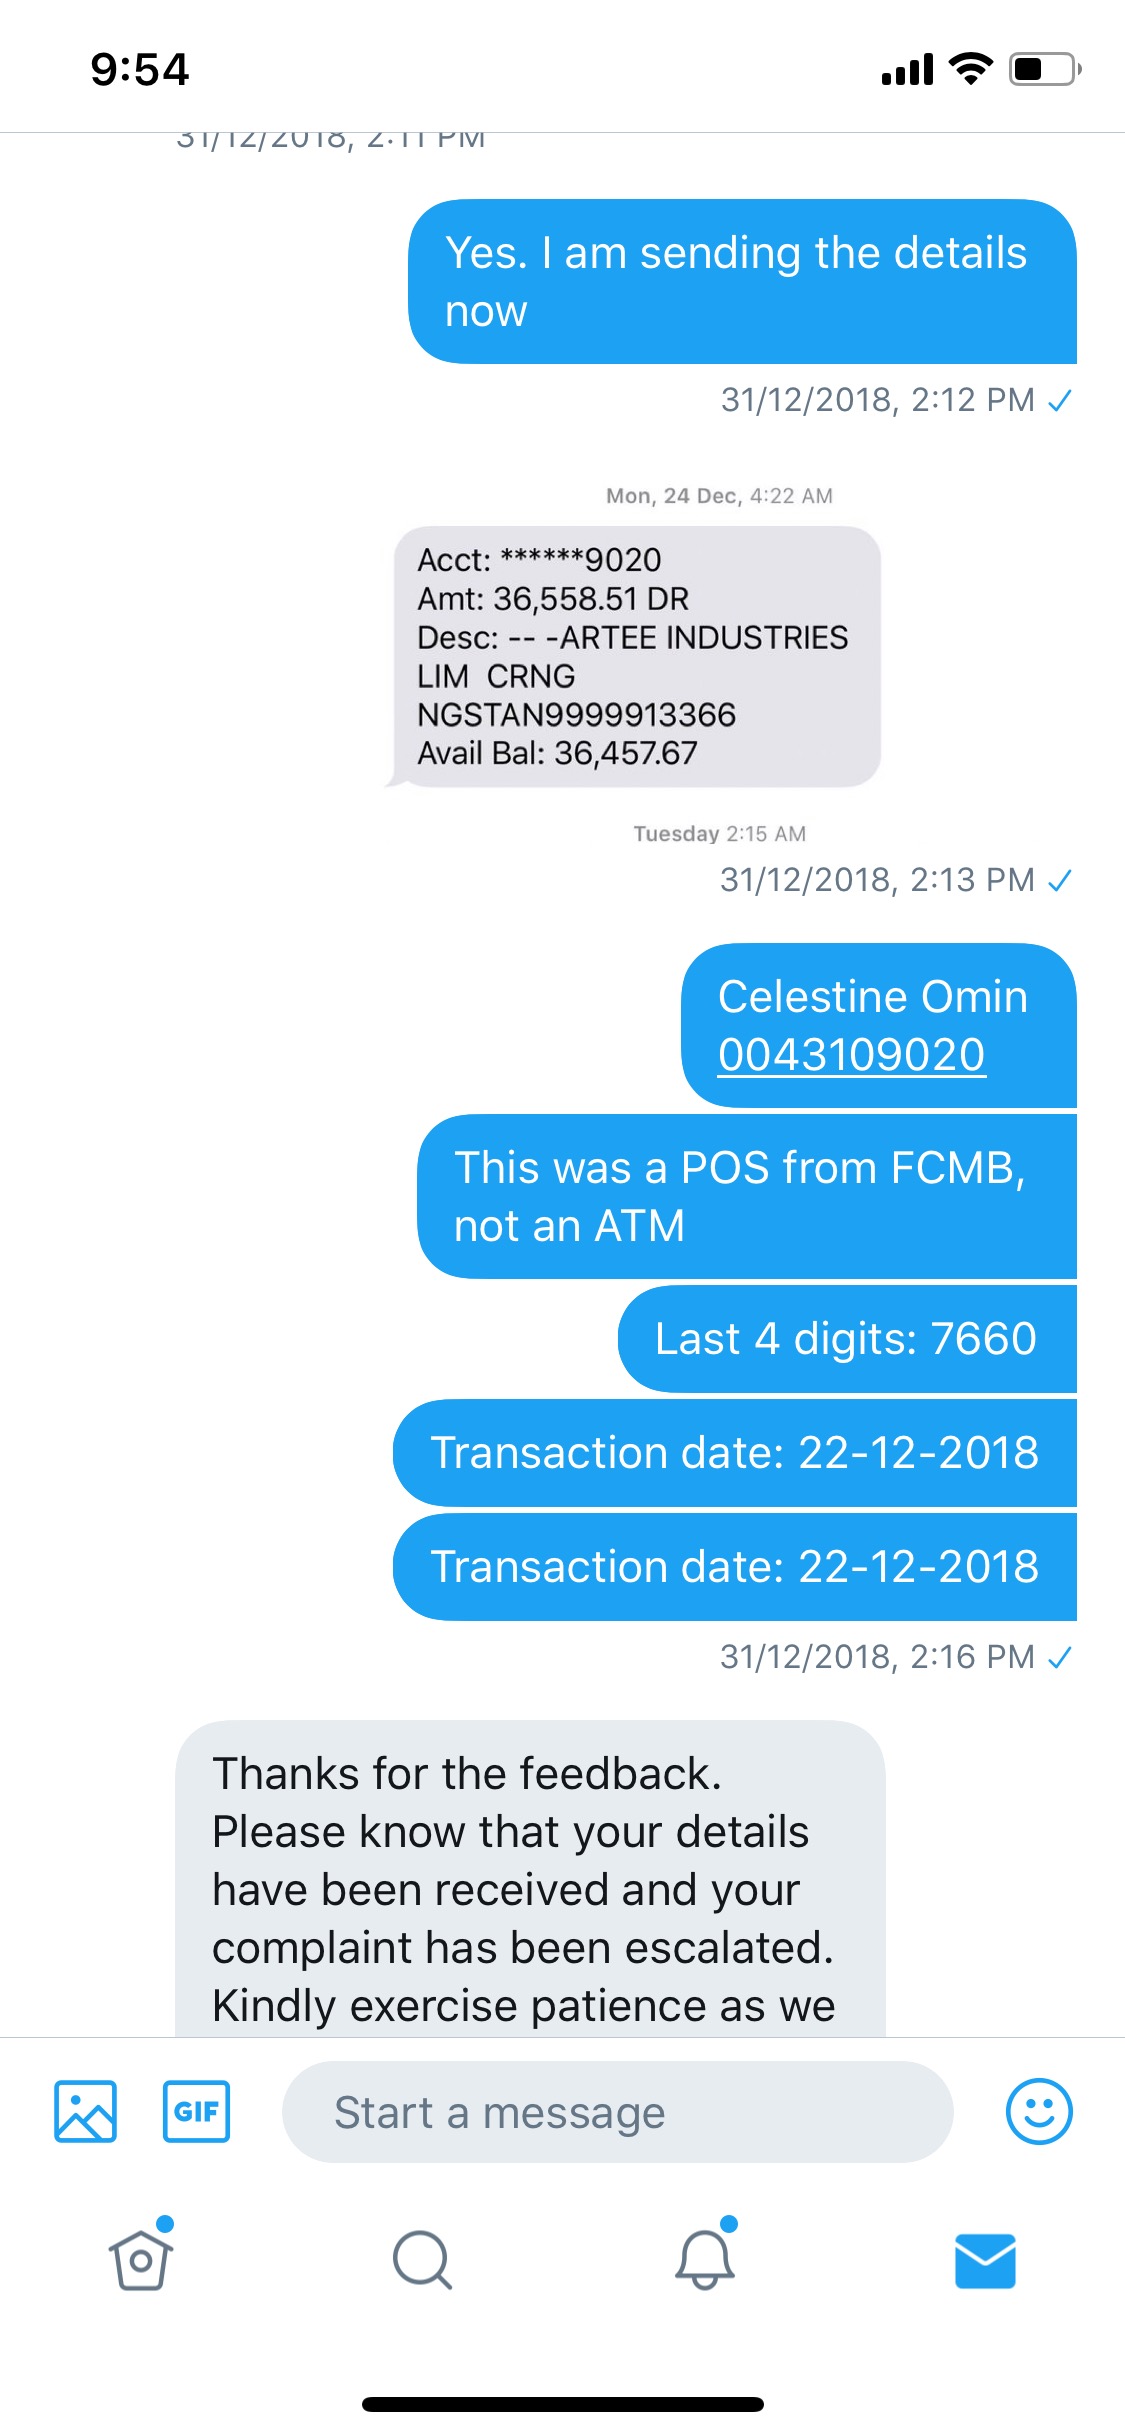 9:54
31/12/2018, 2:11 PM
Yes. I am sending the details
now
31/12/2018, 2:12 PM
Mon, 24 Dec, 4:22 AM
Acct: ******9020
Amt: 36,558.51 DR
Desc: -- -ARTEE INDUSTRIES
LIM  CRNG
NGSTAN9999913366
Avail Bal: 36,457.67
Tuesday 2:15 AM
31/12/2018, 2:13 PM
Celestine Omin
0043109020
This was a POS from FCMB,
not an ATM
Last 4 digits: 7660
Transaction date: 22-12-2018
Transaction date: 22-12-2018
31/12/2018, 2:16 PM
Thanks for the feedback.
Please know that your details
have been received and your
complaint has been escalated.
Kindly exercise patience as we
GIF
Start a message